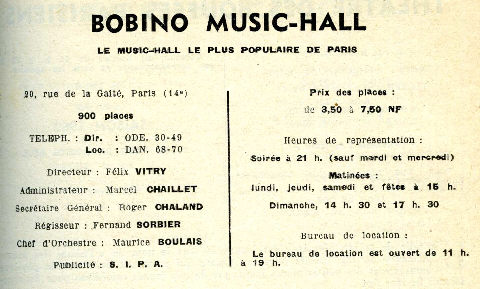 BOBINO MUSIC-HALL
LE MUSIC-HALL LE PLUS POPULAIRE DE PARIS
20, rue de la Gaîté, Paris (14e)
900 places
TELEPH. : Dir. : ODE. 30-49
Loc. : DAN. 68-70
Directeur : Félix VITRY
Administrateur : Marcel CHAILLET
Secrétaire Général : Roger CHALAND
Régisseur : Fernand SORBIER
Chef d'Orchestre : Maurice BOULAIS
Publicité : S. I. P. A.
Prix des places :
de 3,50 à 7,50 NF
Heures de représentation :
Soirée à 21 h. (sauf mardi et mercredi)
Matinées :
lundi, jeudi, samedi et fêtes à 15 h.
Dimanche, 14 h. 30 et 17 h. 30
Bureau de location :
Le bureau de location est ouvert de 11 h.
à 19 h.